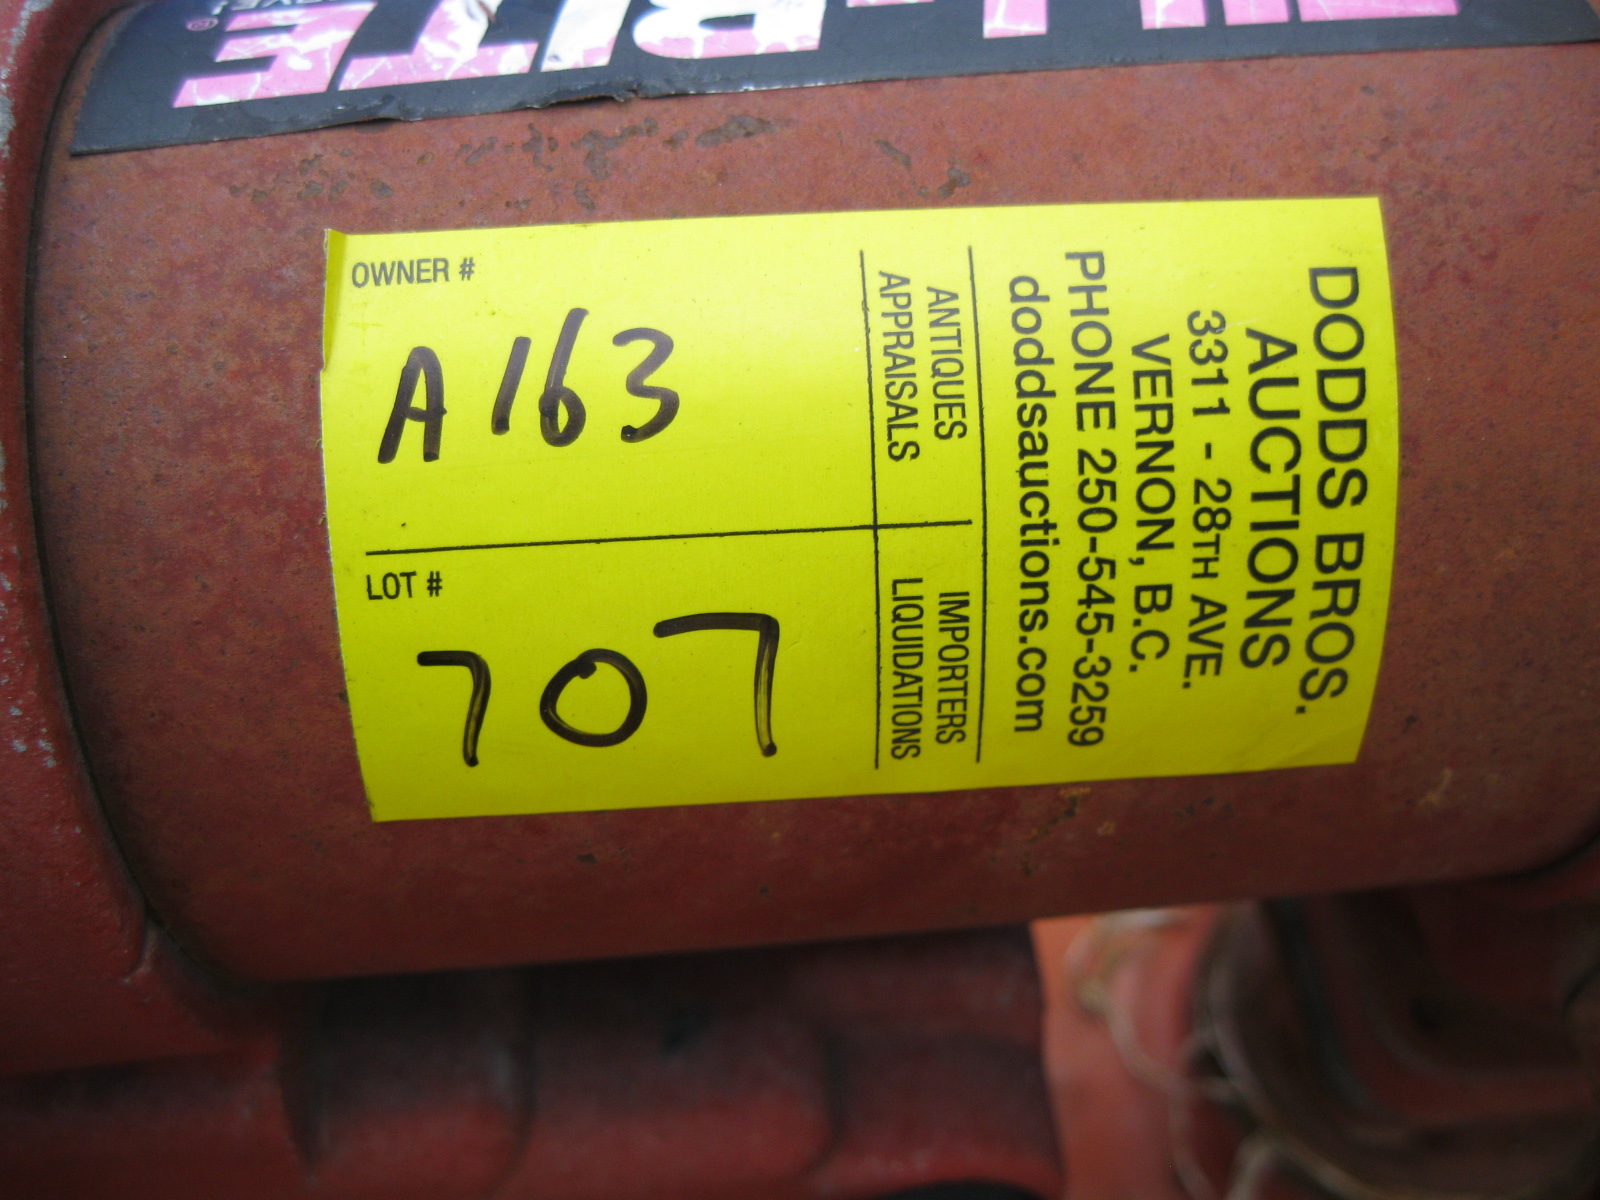 RITE
DODDS BROS.
AUCTIONS
3311 - 28TH AVE.
VERNON, B.C.
PHONE 250-545-3259
doddsauctions.com
ANTIQUES
APPRAISALS
IMPORTERS
LIQUIDATIONS
OWNER #
A163
LOT #
707